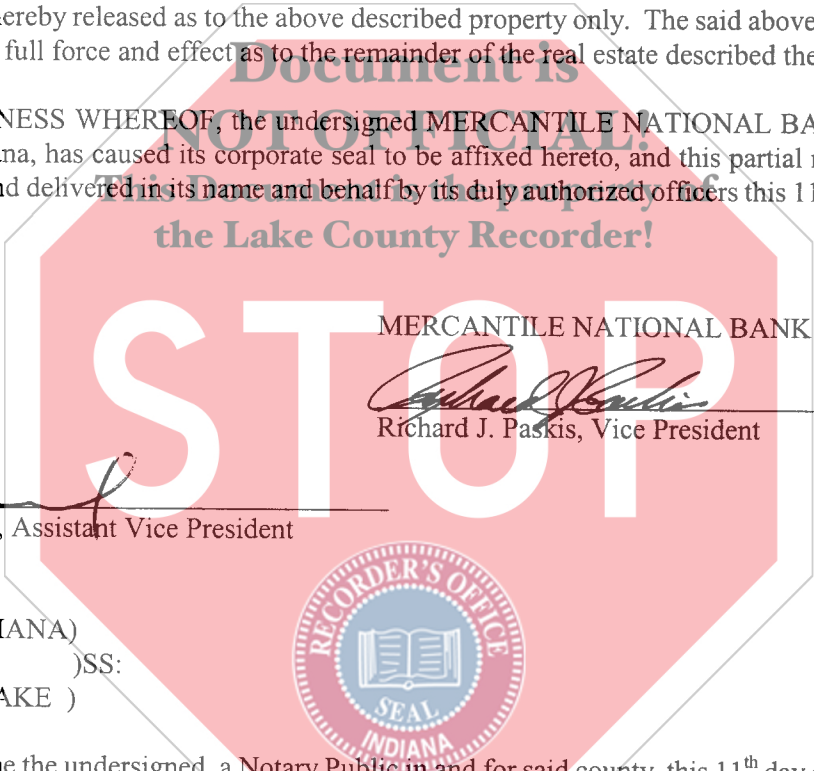 ereby released as to the above described property only. The said above
full force and effect as to the remainder of the real estate described the
Document is
NESS WHEREOF, the undersigned MERCANTILE NATIONAL BA
NOT OFFICIAL!
ana, has caused its corporate seal to be affixed hereto, and this partial
nd delivered in its name and behalf by its duly authorized officers this 11
This Document is the property of
the Lake County Recorder!
STOP
MERCANTILE NATIONAL BANK
Richard J. Paskis
Richard J. Paskis, Vice President
, Assistant Vice President
RECORDER'S OFFICE
SEAL
INDIANA
IANA)
)SS:
AKE )
e the undersigned, a Notary Public in and for said county, this 11th day